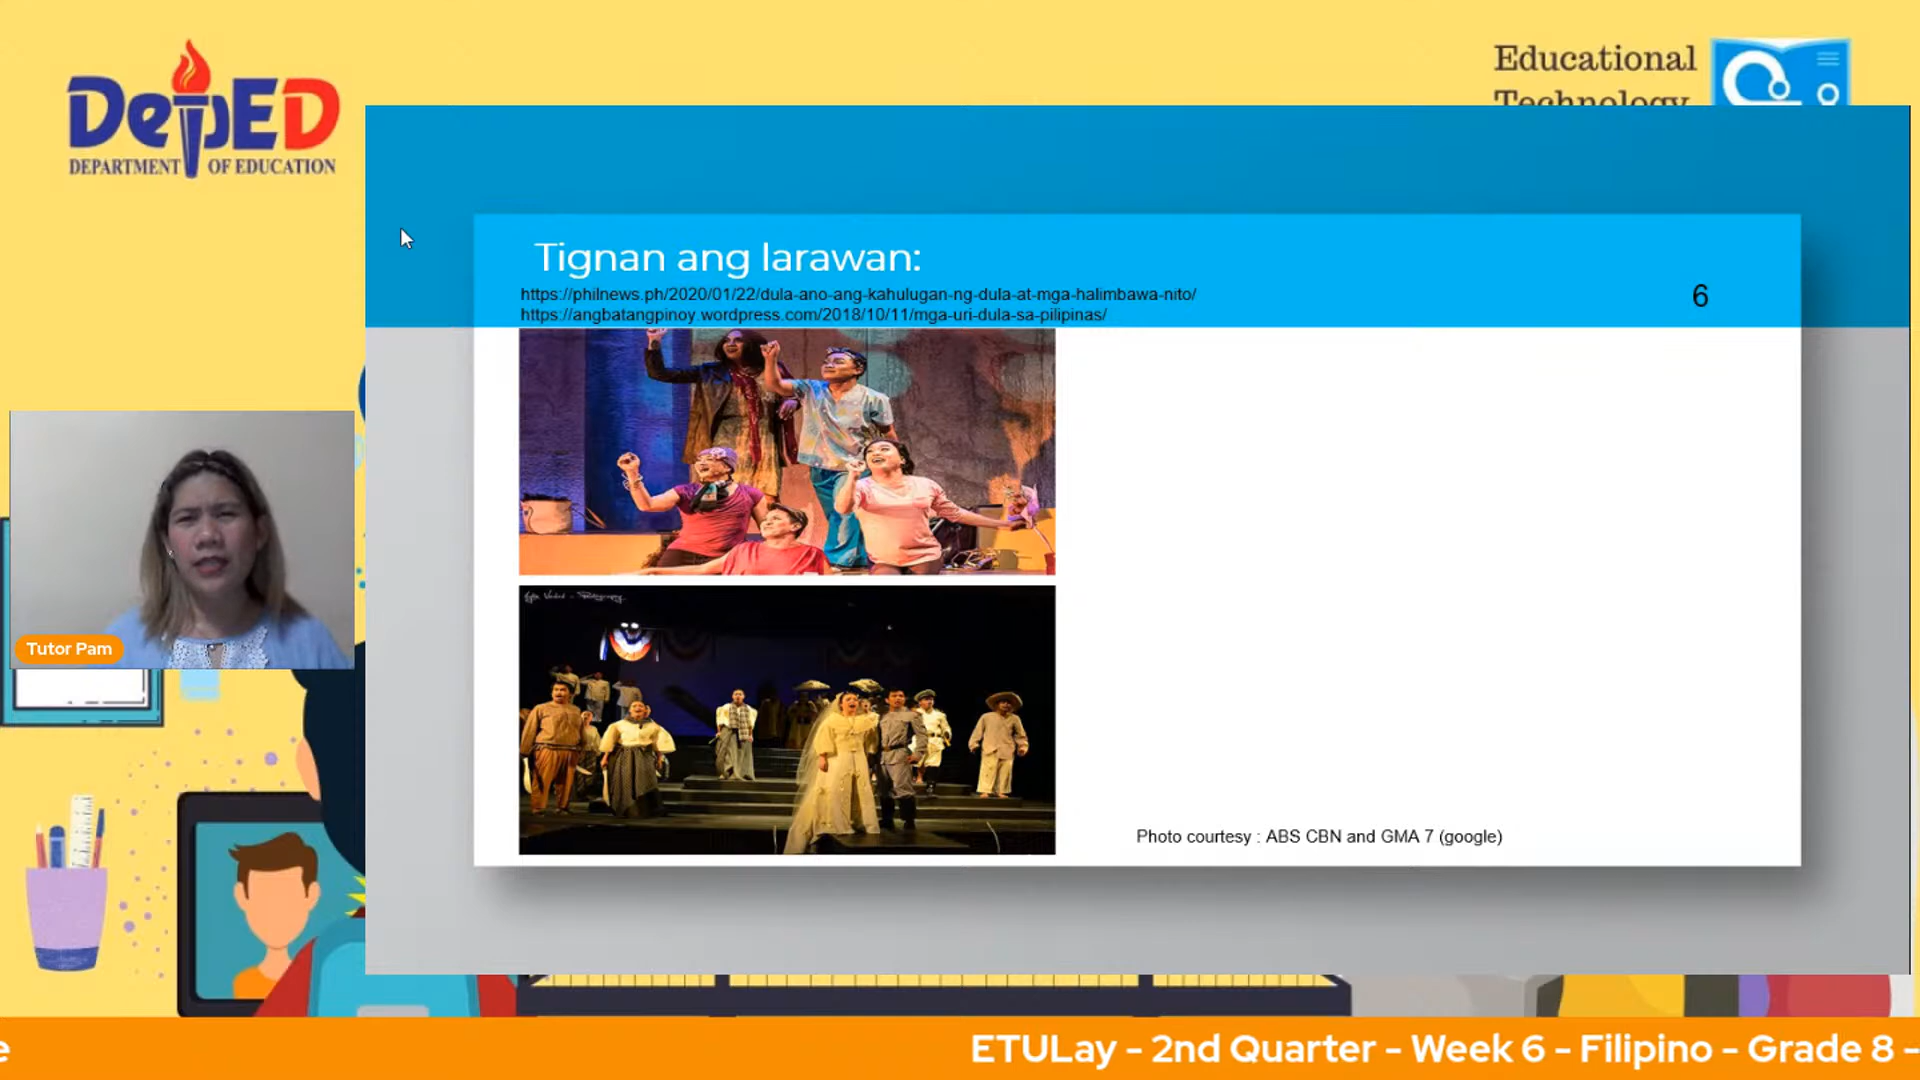 DepED
DEPARTMENT OF EDUCATION
Educational
Technology
Tignan ang larawan:
https://philnews.ph/2020/01/22/dula-ano-ang-kahulugan-ng-dula-at-mga-halimbawa-nito/
https://angbatangpinoy.wordpress.com/2018/10/11/mga-uri-dula-sa-pilipinas/
6
Tutor Pam
Photo courtesy : ABS CBN and GMA 7 (google)
e
ETULay - 2nd Quarter - Week 6 - Filipino - Grade 8 -